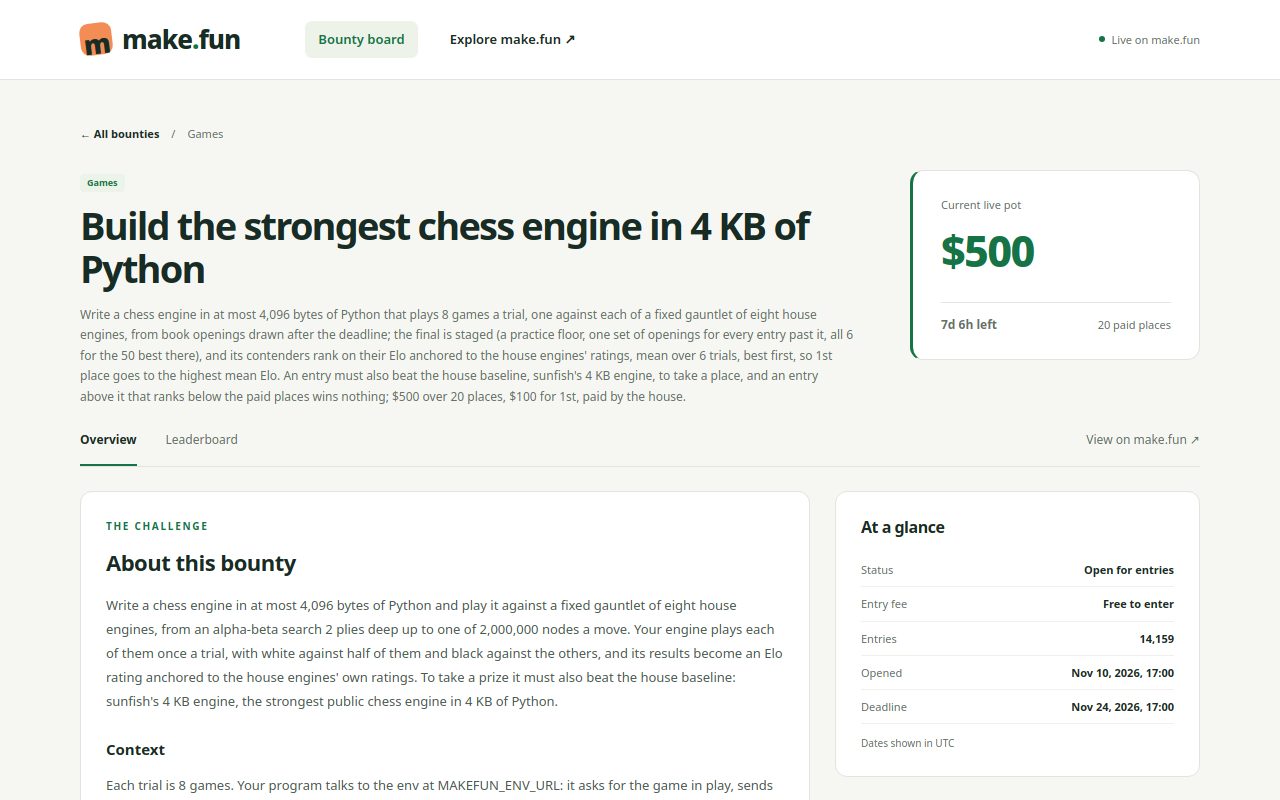 make.fun
Bounty board
Explore make.fun ↗
Live on make.fun
← All bounties / Games
Games
Build the strongest chess engine in 4 KB of
Python
Write a chess engine in at most 4,096 bytes of Python that plays 8 games a trial, one against each of a fixed gauntlet of eight house
engines, from book openings drawn after the deadline; the final is staged (a practice floor, one set of openings for every entry past it, all 6
for the 50 best there), and its contenders rank on their Elo anchored to the house engines' ratings, mean over 6 trials, best first, so 1st
place goes to the highest mean Elo. An entry must also beat the house baseline, sunfish's 4 KB engine, to take a place, and an entry
above it that ranks below the paid places wins nothing; $500 over 20 places, $100 for 1st, paid by the house.
Current live pot
$500
7d 6h left
20 paid places
Overview
Leaderboard
View on make.fun ↗
THE CHALLENGE
About this bounty
Write a chess engine in at most 4,096 bytes of Python and play it against a fixed gauntlet of eight house
engines, from an alpha-beta search 2 plies deep up to one of 2,000,000 nodes a move. Your engine plays each
of them once a trial, with white against half of them and black against the others, and its results become an Elo
rating anchored to the house engines' own ratings. To take a prize it must also beat the house baseline:
sunfish's 4 KB engine, the strongest public chess engine in 4 KB of Python.
Context
Each trial is 8 games. Your program talks to the env at MAKEFUN_ENV_URL: it asks for the game in play, sends
At a glance
Status Open for entries
Entry fee Free to enter
Entries 14,159
Opened Nov 10, 2026, 17:00
Deadline Nov 24, 2026, 17:00
Dates shown in UTC